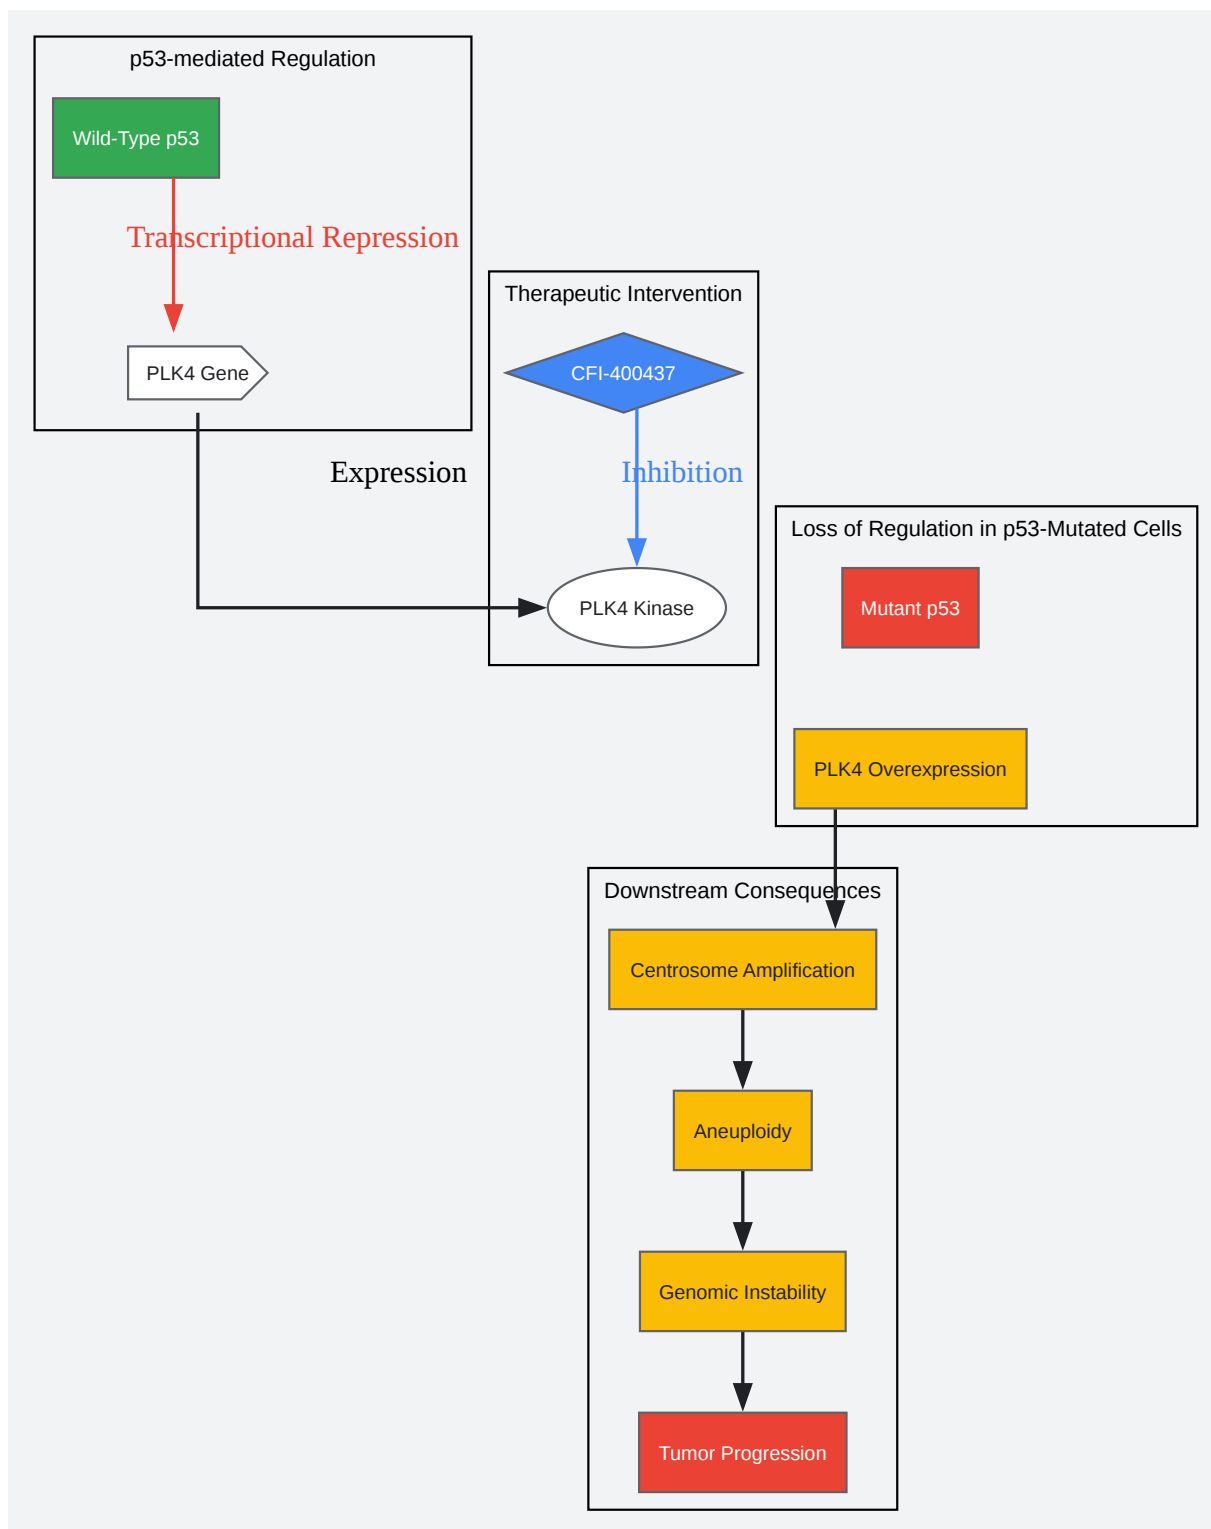 p53-mediated Regulation
Wild-Type p53
Transcriptional Repression
PLK4 Gene
Therapeutic Intervention
CFI-400437
Expression
Inhibition
PLK4 Kinase
Loss of Regulation in p53-Mutated Cells
Mutant p53
PLK4 Overexpression
Downstream Consequences
Centrosome Amplification
Aneuploidy
Genomic Instability
Tumor Progression